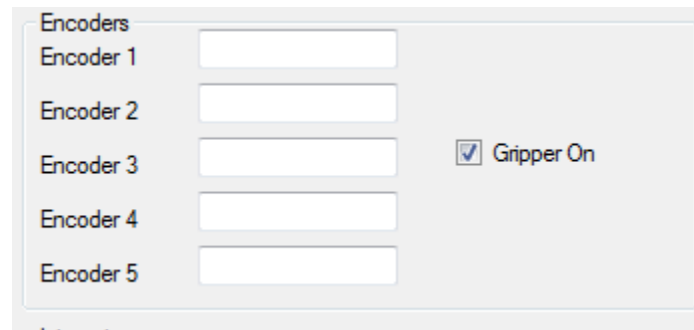 Encoders
Encoder 1
Encoder 2
Encoder 3
Gripper On
Encoder 4
Encoder 5